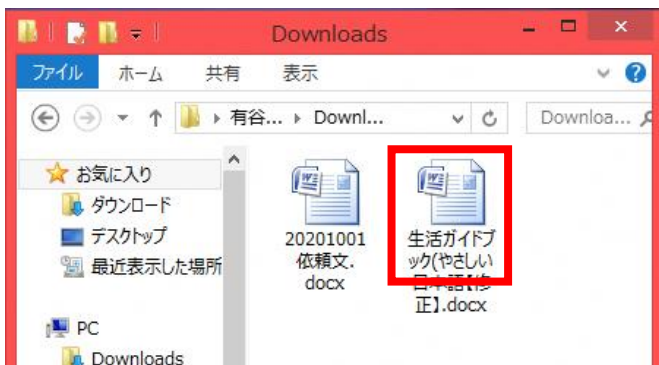 Downloads
ファイル ホーム 共有 表示
有谷... Downl... Downloa...
お気に入り
ダウンロード
デスクトップ
最近表示した場所
PC
Downloads
20201001
依頼文.
docx
生活ガイドブ
ック(やさしい
日本語【修
正】.docx